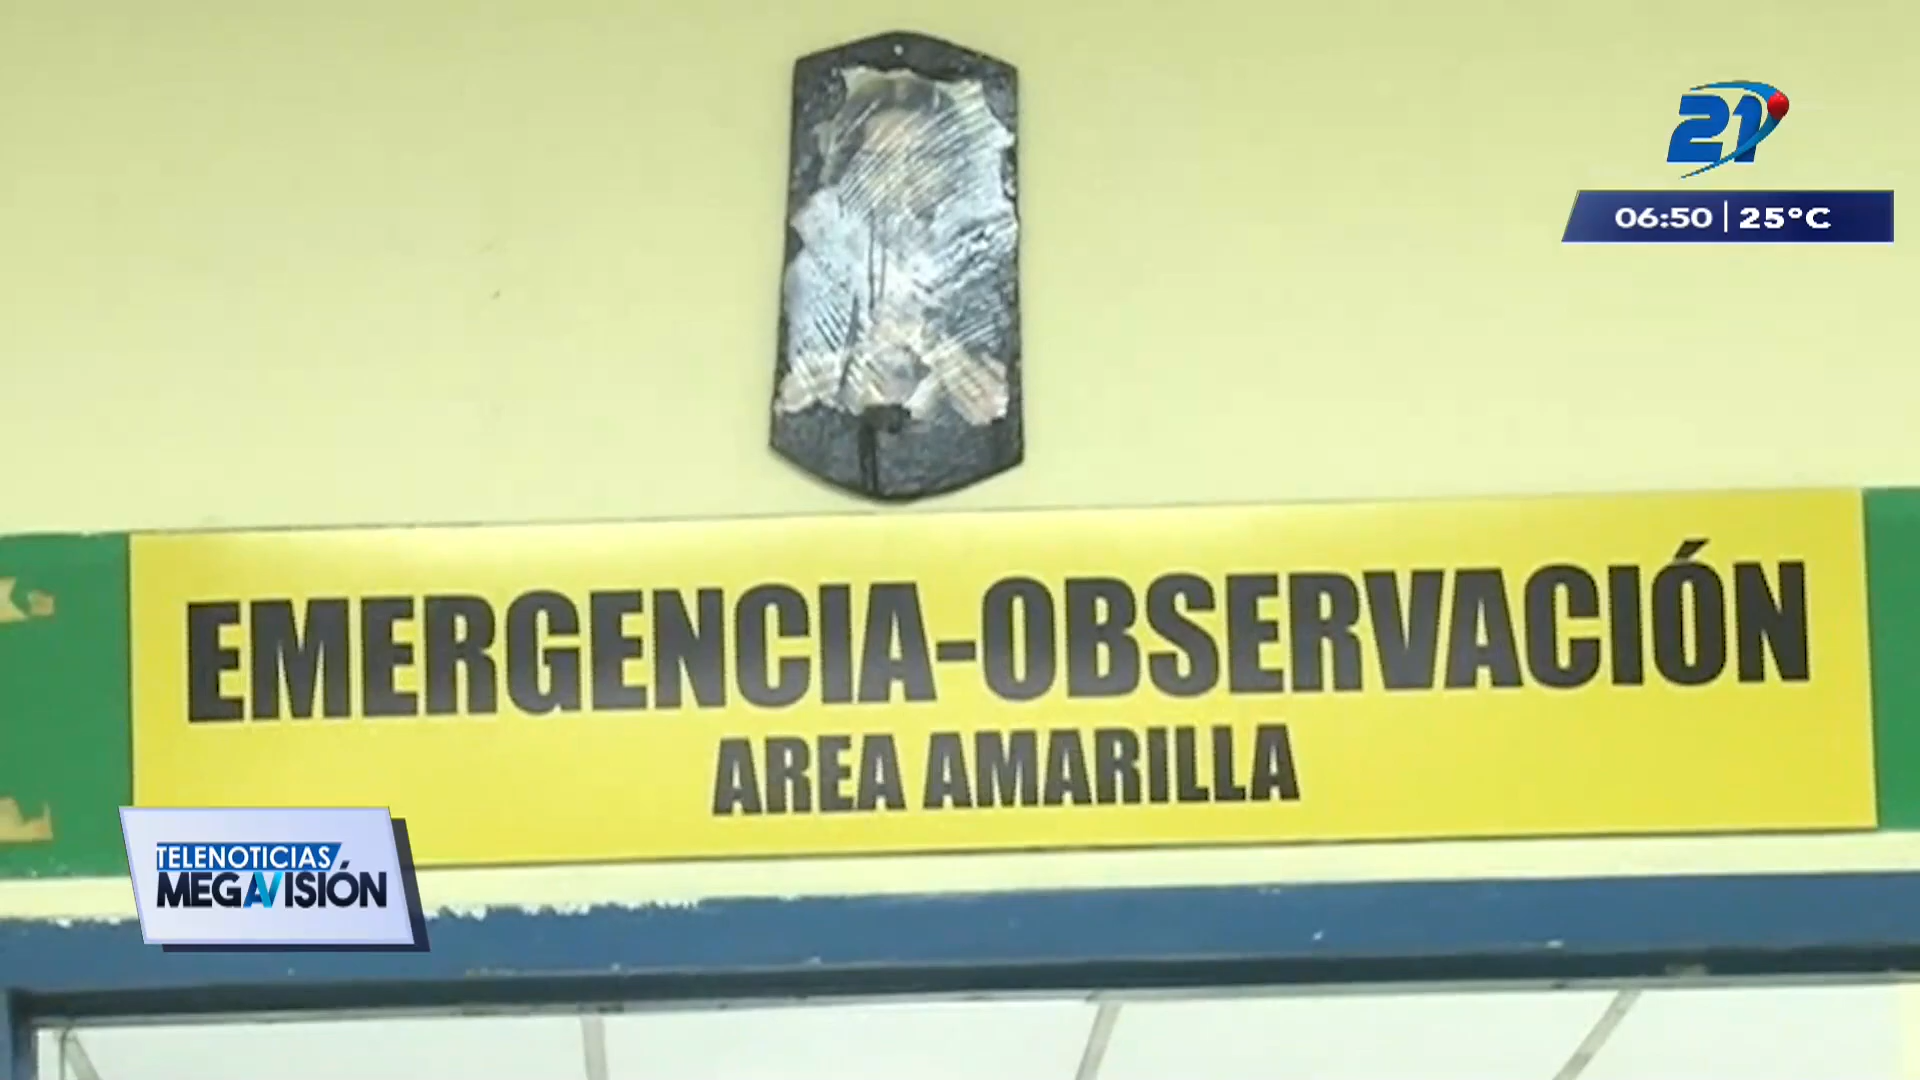 21
06:50 | 25°C
EMERGENCIA-OBSERVACIÓN
AREA AMARILLA
TELENOTICIAS
MEGAVISIÓN